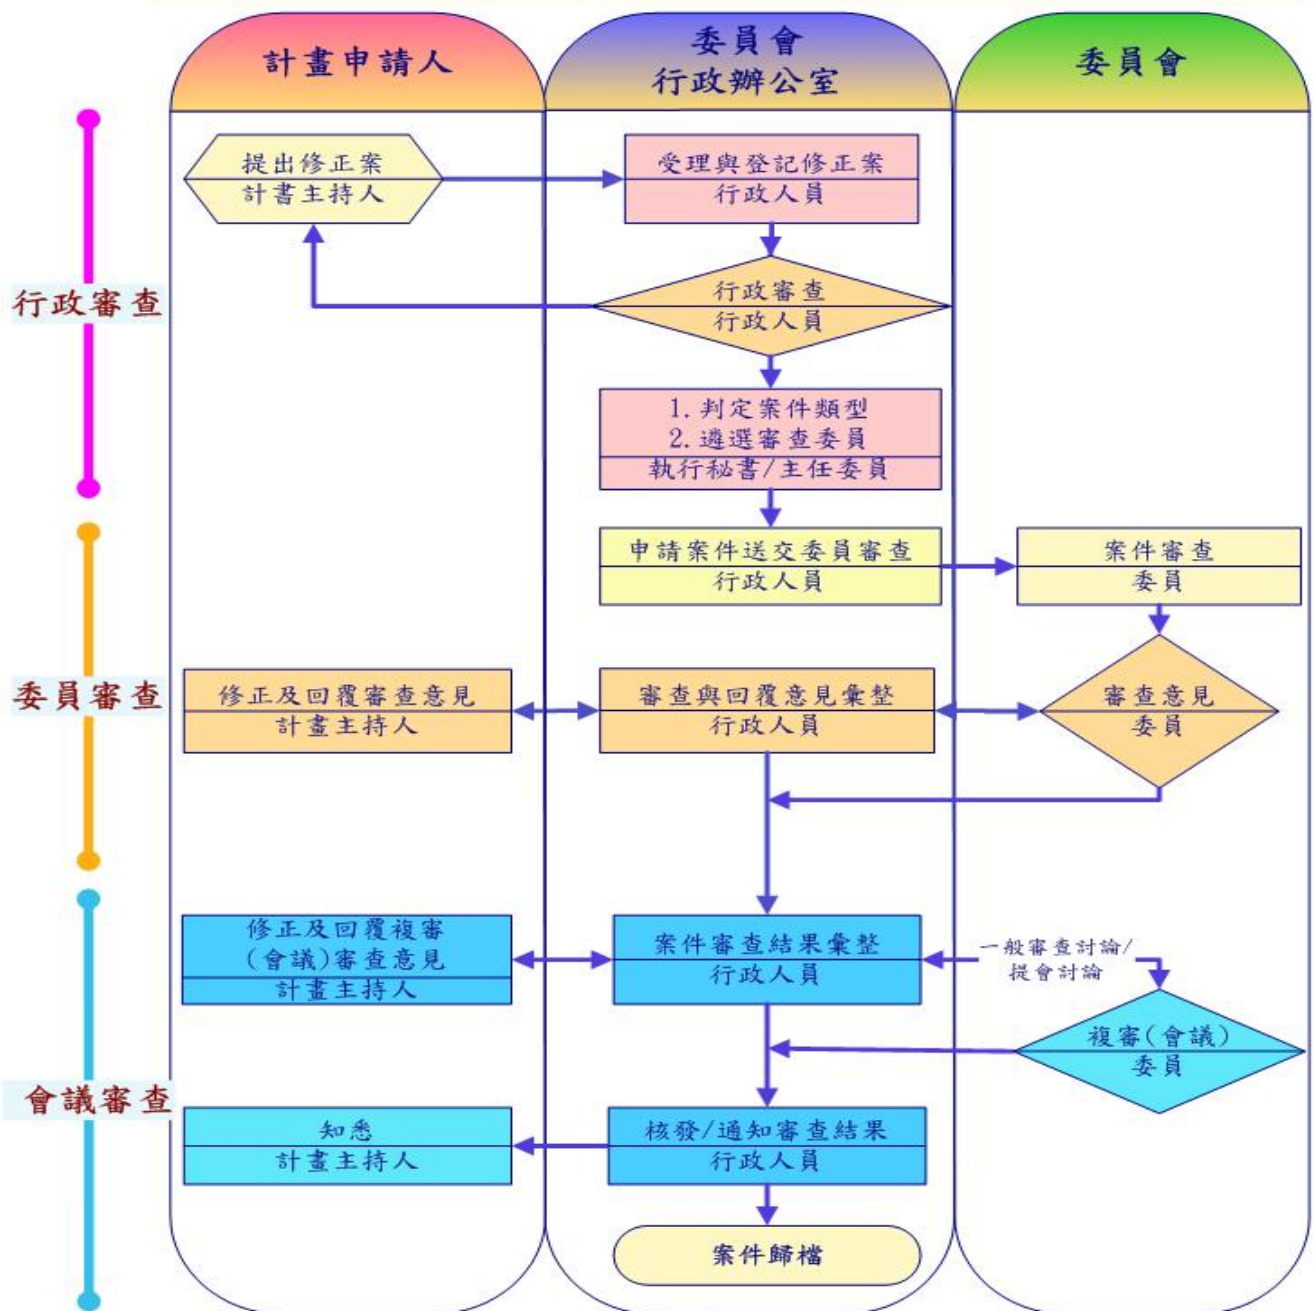 計畫申請人
委員會
行政辦公室
委員會
行政審查
提出修正案
計書主持人
受理與登記修正案
行政人員
行政審查
行政人員
1. 判定案件類型
2. 遴選審查委員
執行秘書/主任委員
委員審查
申請案件送交委員審查
行政人員
案件審查
委員
修正及回覆審查意見
計畫主持人
審查與回覆意見彙整
行政人員
審查意見
委員
會議審查
修正及回覆複審
(會議)審查意見
計畫主持人
案件審查結果彙整
行政人員
一般審查討論/
提會討論
複審(會議)
委員
知悉
計畫主持人
核發/通知審查結果
行政人員
案件歸檔